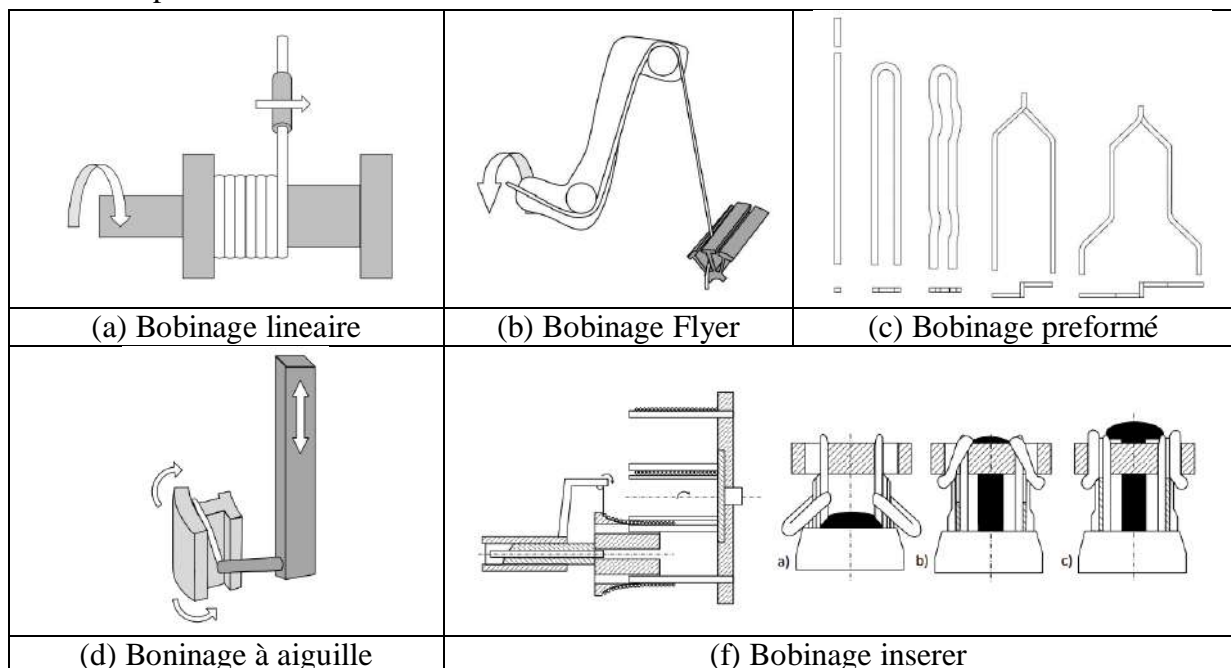 (a) Bobinage lineaire
(b) Bobinage Flyer
(c) Bobinage preformé
a)
b)
c)
(d) Boninage à aiguille
(f) Bobinage inserer